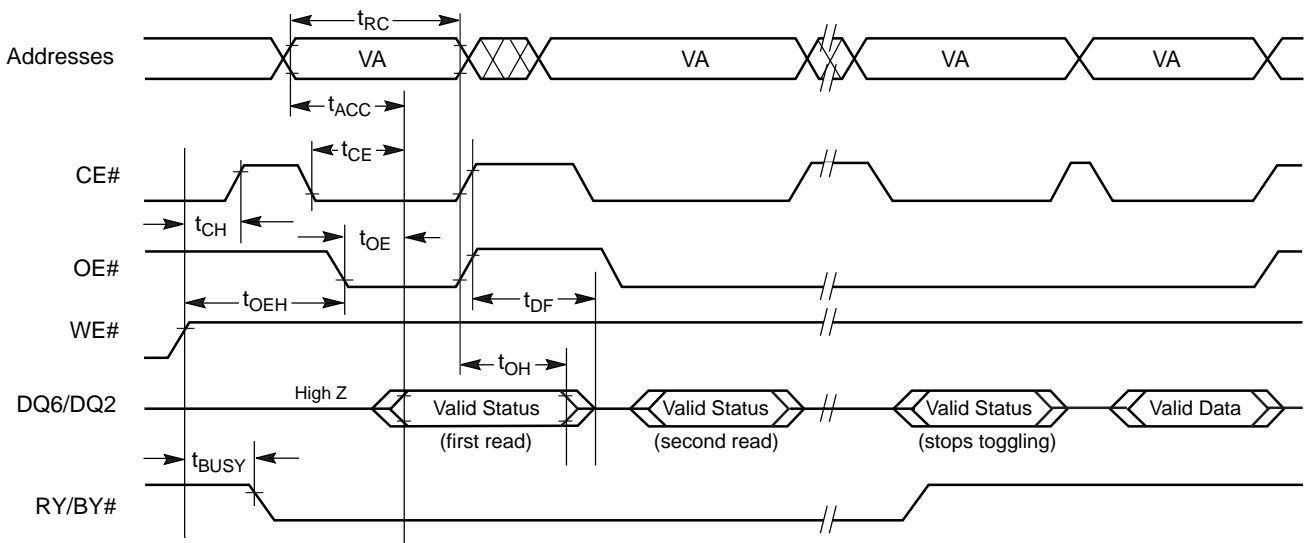 tRC
Addresses VA VA VA VA
tACC
tCE
CE#
tCH tOE
OE#
tOEH tDF
WE#
tOH
High Z
DQ6/DQ2 Valid Status Valid Status Valid Status Valid Data
(first read) (second read) (stops toggling)
tBUSY
RY/BY#